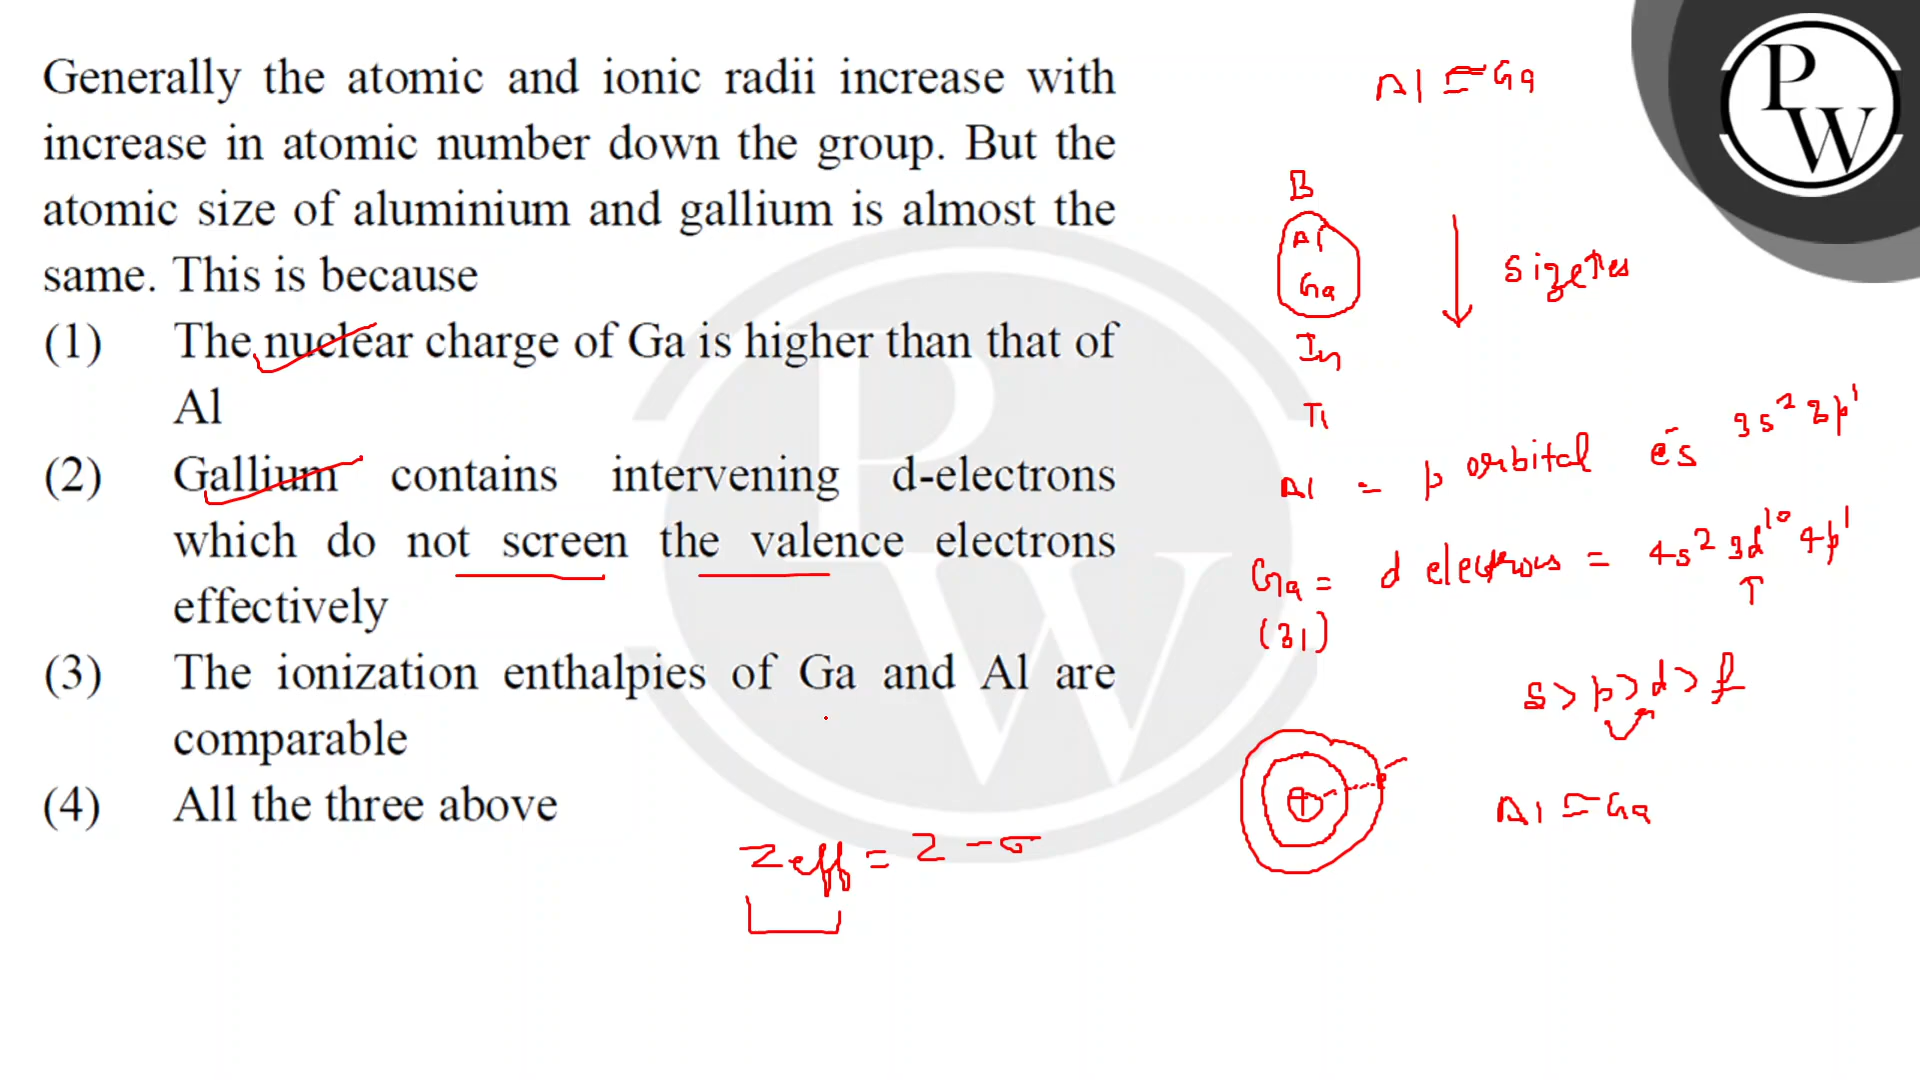 Generally the atomic and ionic radii increase with
increase in atomic number down the group. But the
atomic size of aluminium and gallium is almost the
same. This is because
(1) The nuclear charge of Ga is higher than that of
Al
(2) Gallium contains intervening d-electrons
which do not screen the valence electrons
effectively
(3) The ionization enthalpies of Ga and Al are
comparable
(4) All the three above
Zeff = Z - σ
Al ≃ Ga
B
Al
Ga
In
Tl
size↑es
Al = p orbital es 3s² 3p¹
Ga = d electrons = 4s² 3d¹⁰ 4p¹
(31)
↑
s > p > d > f
+
Al ≃ Ga
P
W
P
W